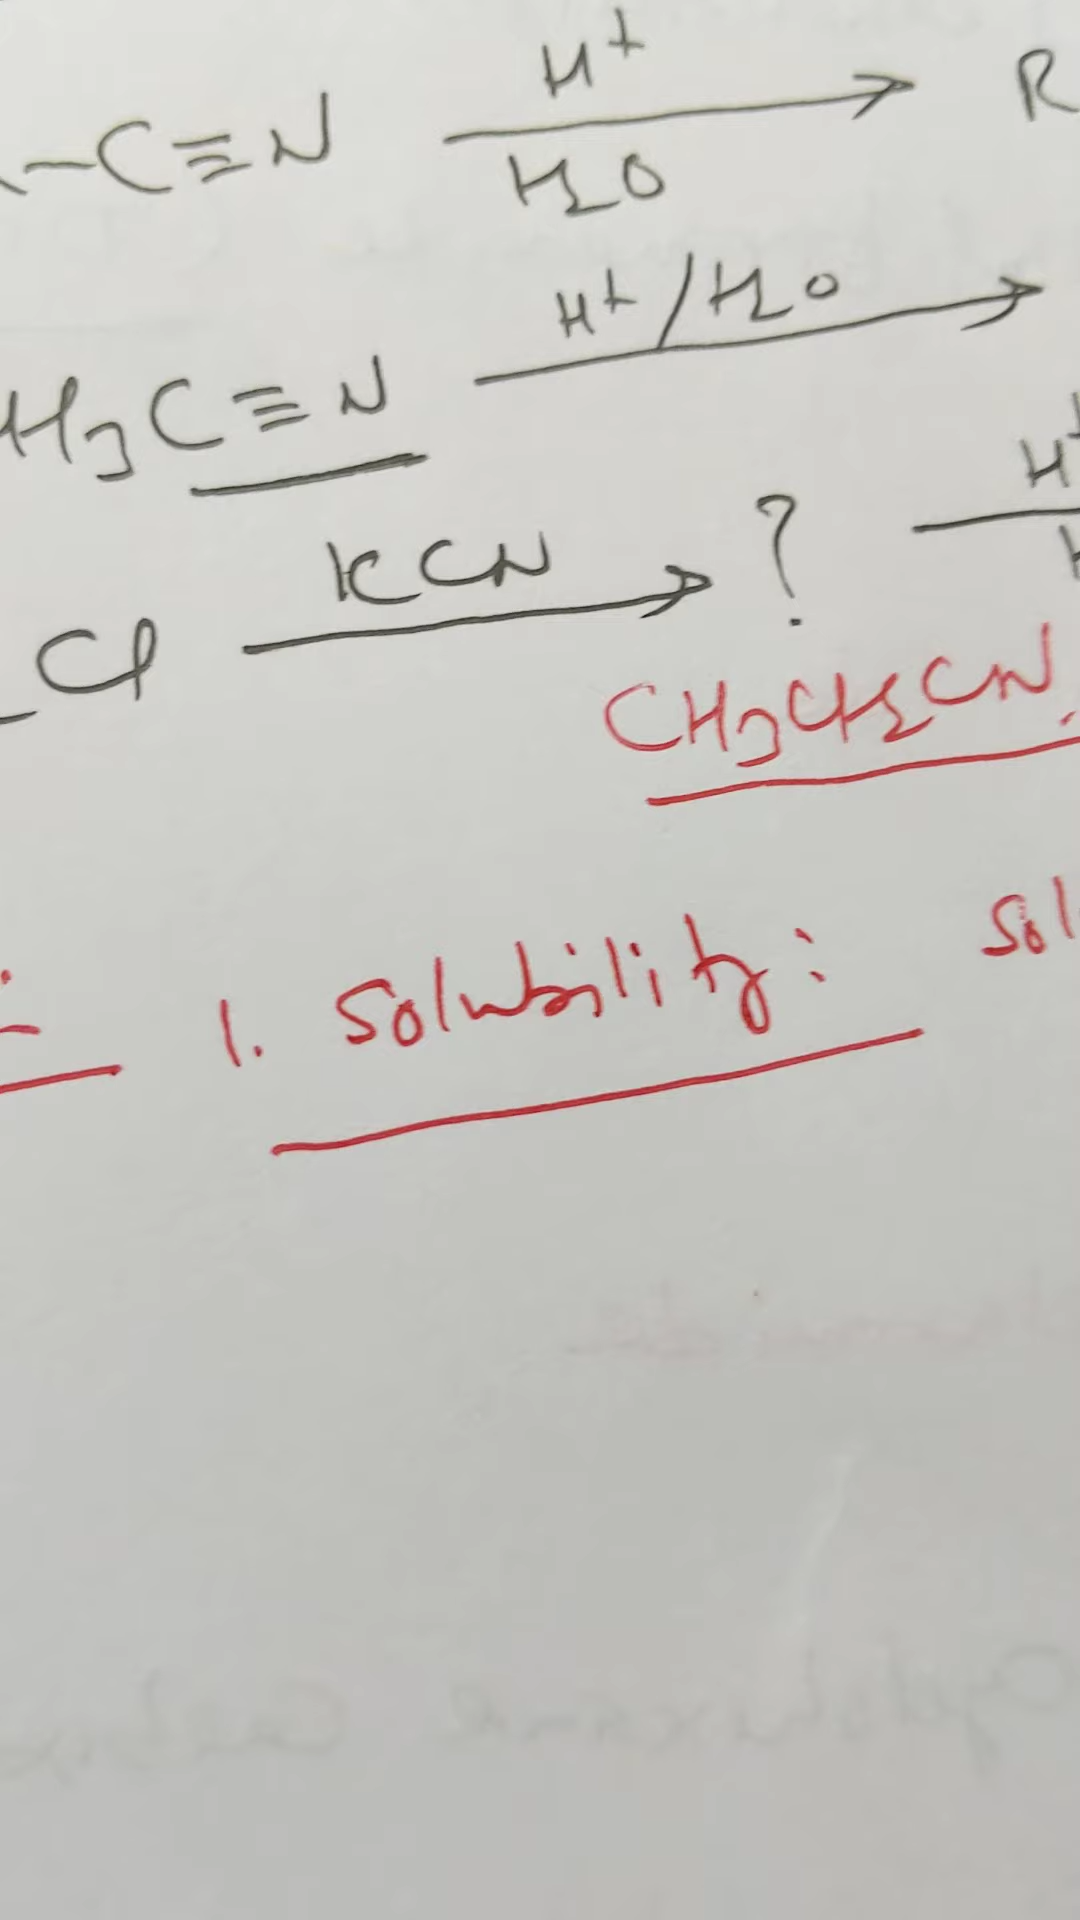 -C≡N H+ H2O R
H3C≡N H+/H2O
Cl KCN ? H+
CH3CH2CN
1. Solubility: Sol